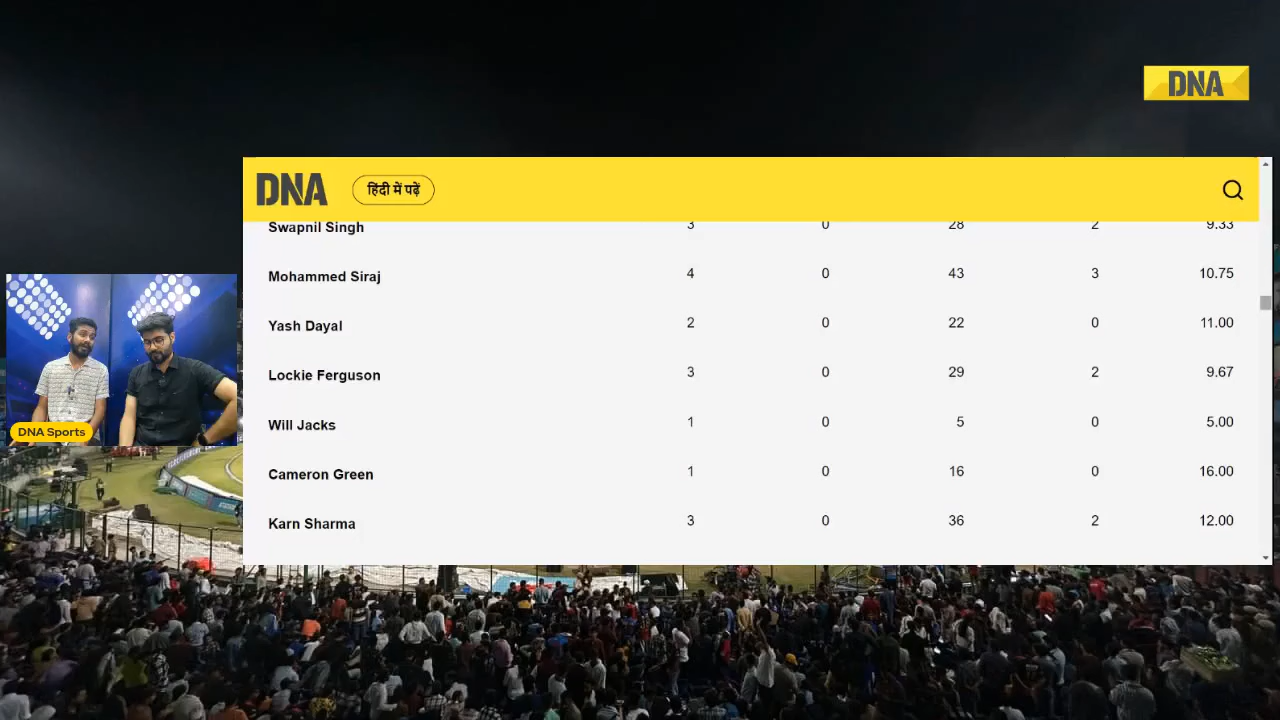 DNA
DNA हिंदी में पढ़ें
Swapnil Singh 3 0 28 2 9.33
Mohammed Siraj 4 0 43 3 10.75
Yash Dayal 2 0 22 0 11.00
Lockie Ferguson 3 0 29 2 9.67
Will Jacks 1 0 5 0 5.00
Cameron Green 1 0 16 0 16.00
Karn Sharma 3 0 36 2 12.00
DNA Sports